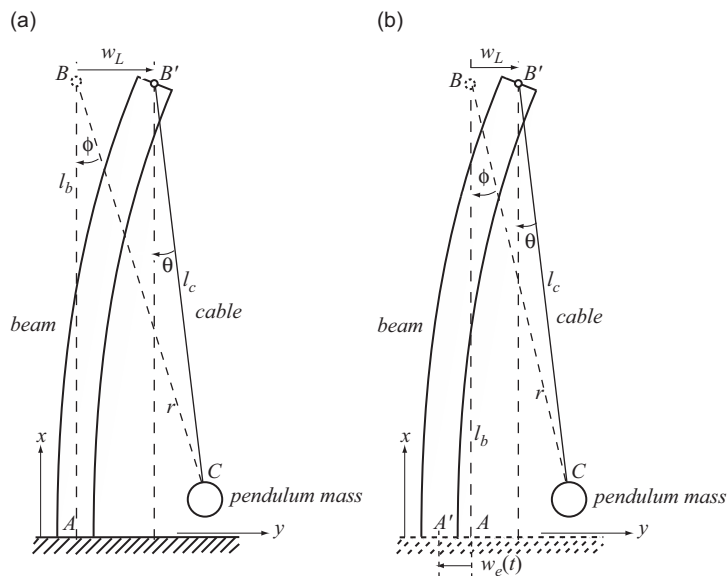 (a)
(b)
w_L
w_L
B
B'
B
B'
ϕ
ϕ
l_b
θ
θ
l_c
l_c
beam
cable
beam
cable
r
r
l_b
x
x
C
C
pendulum mass
pendulum mass
A
A'
A
y
y
w_e(t)